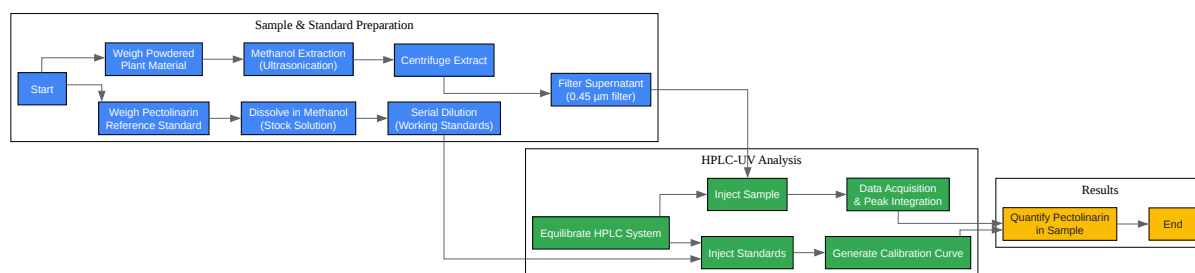 Sample & Standard Preparation
Start
Weigh Powdered
Plant Material
Methanol Extraction
(Ultrasonication)
Centrifuge Extract
Filter Supernatant
(0.45 µm filter)
Weigh Pectolinarin
Reference Standard
Dissolve in Methanol
(Stock Solution)
Serial Dilution
(Working Standards)
HPLC-UV Analysis
Equilibrate HPLC System
Inject Sample
Data Acquisition
& Peak Integration
Inject Standards
Generate Calibration Curve
Results
Quantify Pectolinarin
in Sample
End